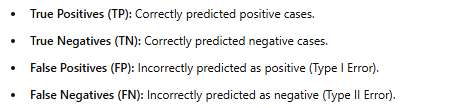 • True Positives (TP): Correctly predicted positive cases.
• True Negatives (TN): Correctly predicted negative cases.
• False Positives (FP): Incorrectly predicted as positive (Type I Error).
• False Negatives (FN): Incorrectly predicted as negative (Type II Error).